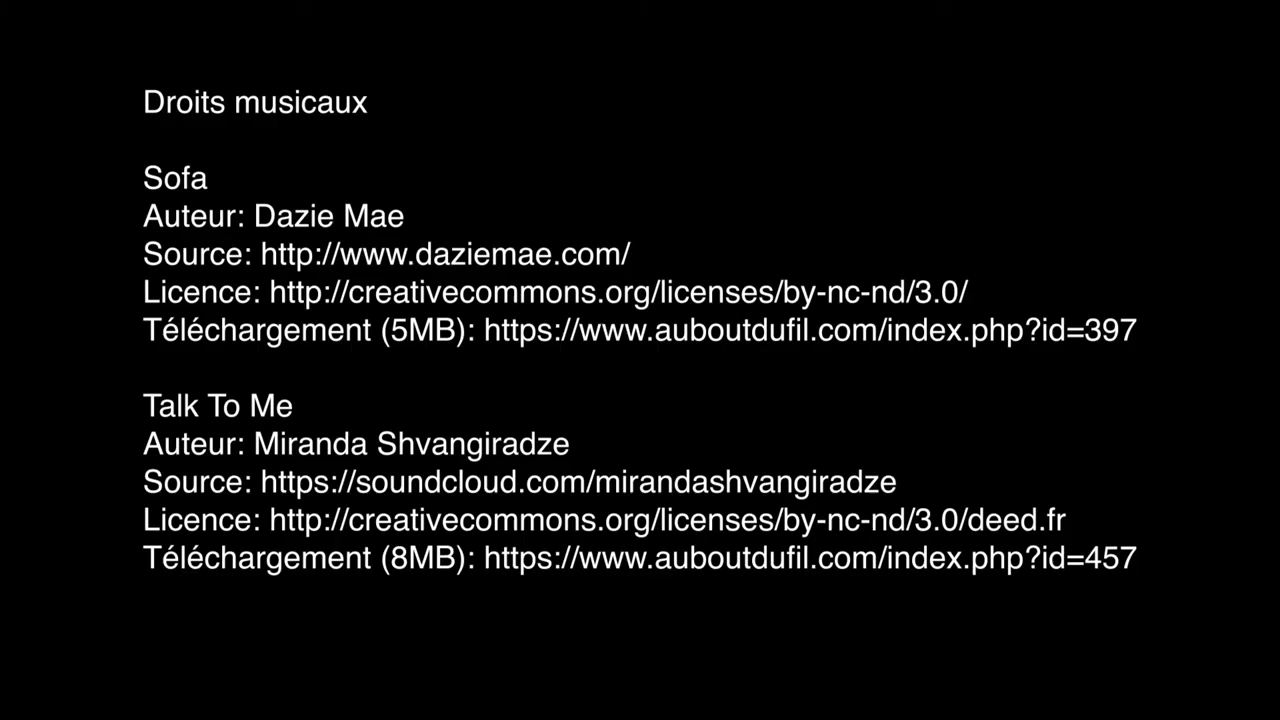 Droits musicaux
Sofa
Auteur: Dazie Mae
Source: http://www.daziemae.com/
Licence: http://creativecommons.org/licenses/by-nc-nd/3.0/
Téléchargement (5MB): https://www.auboutdufil.com/index.php?id=397
Talk To Me
Auteur: Miranda Shvangiradze
Source: https://soundcloud.com/mirandashvangiradze
Licence: http://creativecommons.org/licenses/by-nc-nd/3.0/deed.fr
Téléchargement (8MB): https://www.auboutdufil.com/index.php?id=457